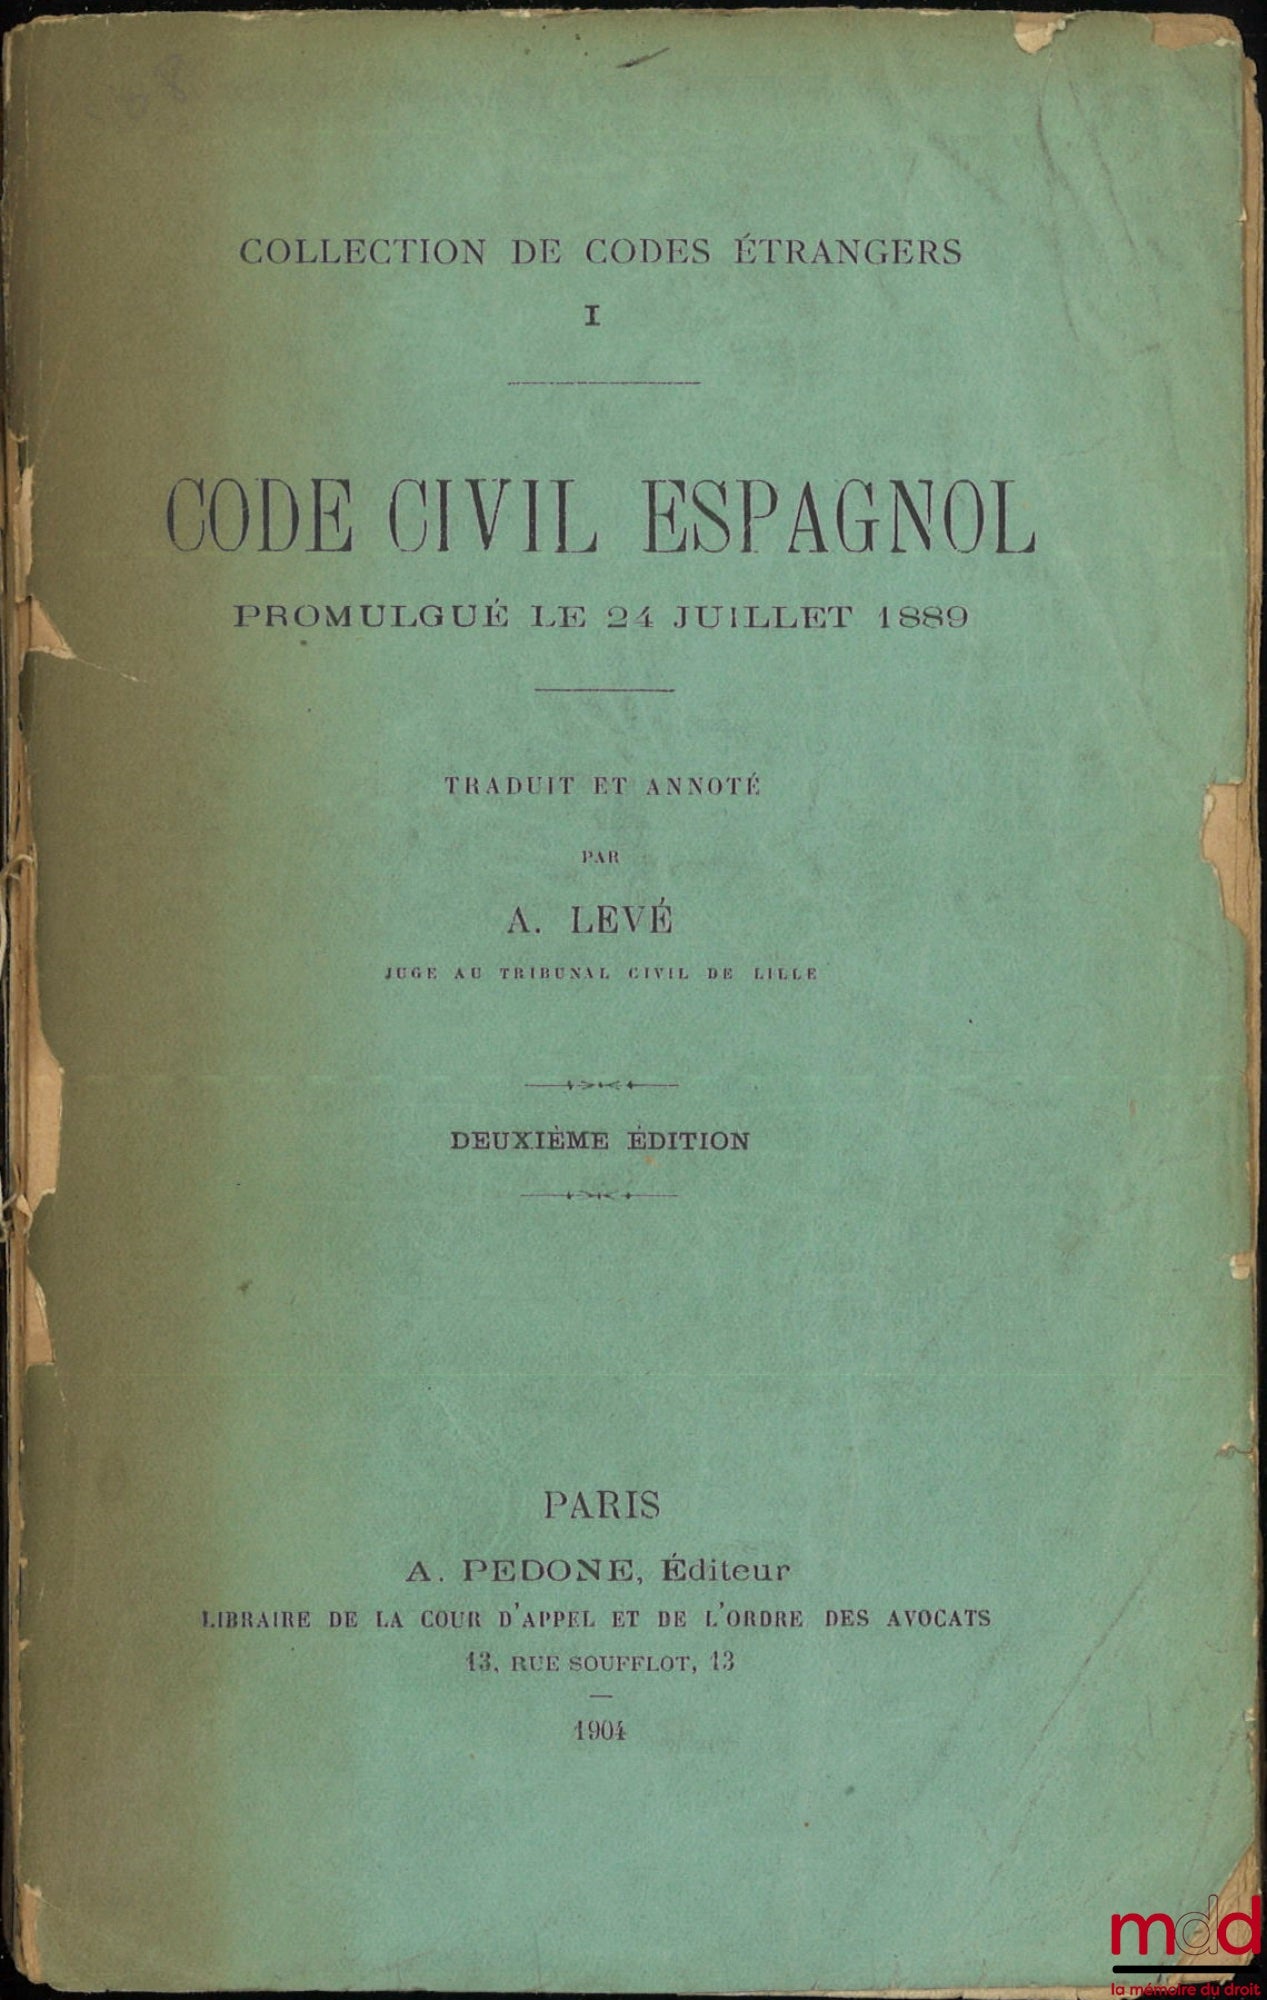 COLLECTION DE CODES ÉTRANGERS
I
CODE CIVIL ESPAGNOL
PROMULGUÉ LE 24 JUILLET 1889
TRADUIT ET ANNOTÉ
PAR
A. LEVÉ
JUGE AU TRIBUNAL CIVIL DE LILLE
DEUXIÈME ÉDITION
PARIS
A. PEDONE, Éditeur
LIBRAIRE DE LA COUR D'APPEL ET DE L'ORDRE DES AVOCATS
13, RUE SOUFFLOT, 13
1904
mdd
la mémoire du droit